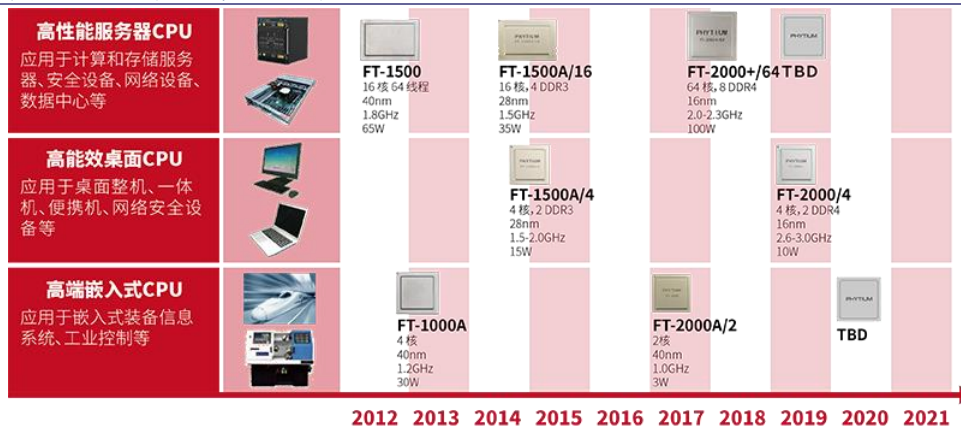 高性能服务器CPU
应用于计算和存储服务
器、安全设备、网络设备、
数据中心等
FT-1500
16 核 64 线程
40nm
1.8GHz
65W
PHYTIUM
FT-1500A/16
16 核, 4 DDR3
28nm
1.5GHz
35W
PHYTIUM
FT-2000+/64
64 核, 8 DDR4
16nm
2.0-2.3GHz
100W
PHYTIUM
TBD
高能效桌面CPU
应用于桌面整机、一体
机、便携机、网络安全设
备等
PHYTIUM
FT-1500A/4
4 核, 2 DDR3
28nm
1.5-2.0GHz
15W
PHYTIUM
FT-2000/4
4 核, 2 DDR4
16nm
2.6-3.0GHz
10W
高端嵌入式CPU
应用于嵌入式装备信息
系统、工业控制等
FT-1000A
4 核
40nm
1.2GHz
30W
PHYTIUM
FT-2000A/2
2核
40nm
1.0GHz
3W
PHYTIUM
TBD
2012 2013 2014 2015 2016 2017 2018 2019 2020 2021